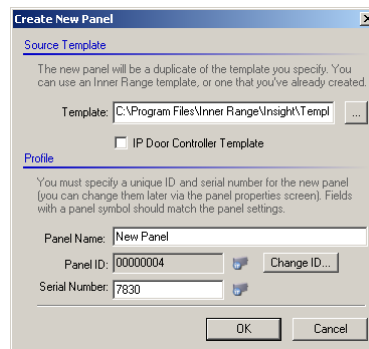 Create New Panel
Source Template
The new panel will be a duplicate of the template you specify. You
can use an Inner Range template, or one that you've already created.
Template: C:\Program Files\Inner Range\Insight\Templ ...
IP Door Controller Template
Profile
You must specify a unique ID and serial number for the new panel
(you can change them later via the panel properties screen). Fields
with a panel symbol should match the panel settings.
Panel Name: New Panel
Panel ID: 00000004 Change ID...
Serial Number: 7830
OK Cancel